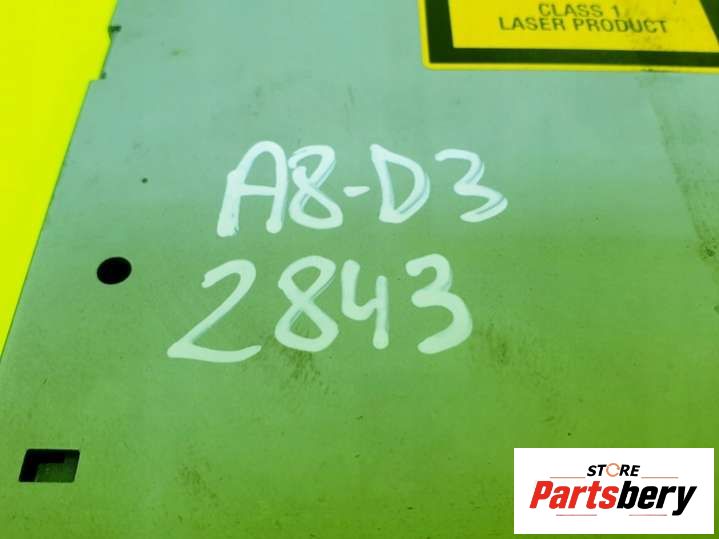 CLASS 1
LASER PRODUCT
A8-D3
2843
STORE
Partsbery